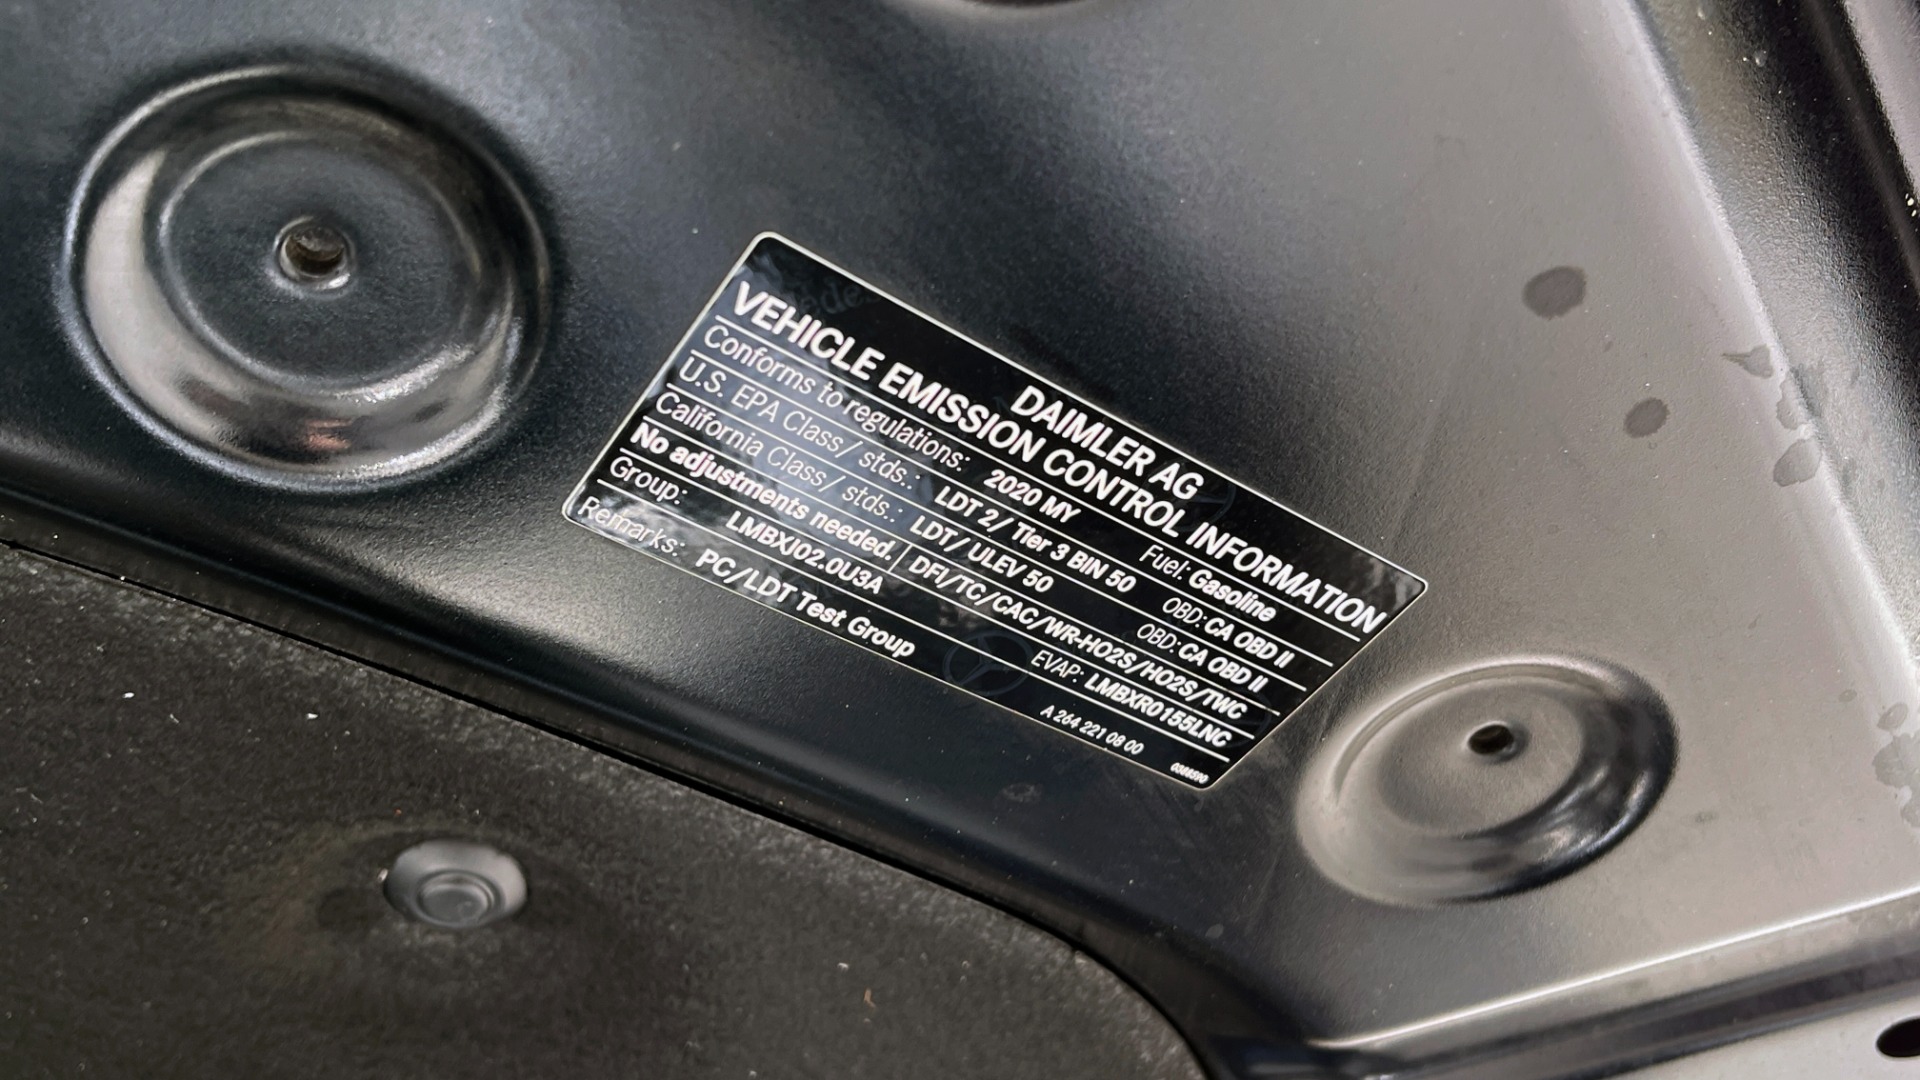 DAIMLER AG
VEHICLE EMISSION CONTROL INFORMATION
Conforms to regulations: 2020 MY Fuel: Gasoline
U.S. EPA Class / stds.: LDT 2/ Tier 3 BIN 50 OBD: CA OBD II
California Class/ stds.: LDT/ ULEV 50 OBD: CA OBD II
No adjustments needed. DFI/TC/CAC/WR-HO2S/HO2S/TWC
Group: LMBXJ02.0U3A EVAP: LMBXR0155LNC
Remarks: PC/LDT Test Group
A 264 221 08 00